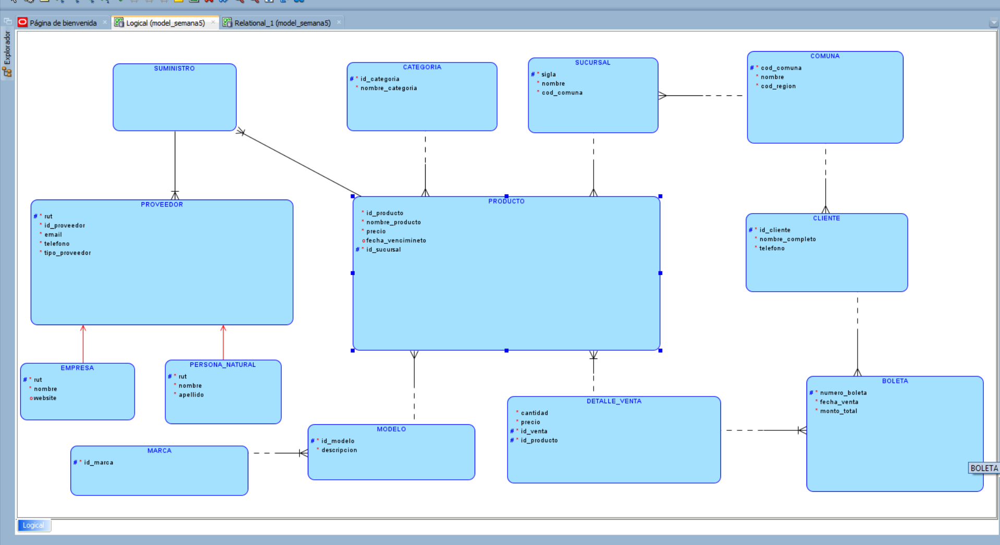 Página de bienvenida
Logical (model_semana5)
Relational_1 (model_semana5)
Explorador
SUMINISTRO
CATEGORIA
# * id_categoria
* nombre_categoria
SUCURSAL
# * sigla
* nombre
* cod_comuna
COMUNA
# * cod_comuna
* nombre
* cod_region
PROVEEDOR
# * rut
* id_proveedor
* email
* telefono
* tipo_proveedor
PRODUCTO
* id_producto
* nombre_producto
* precio
o fecha_vencimineto
# * id_sucursal
CLIENTE
# * id_cliente
* nombre_completo
* telefono
EMPRESA
# * rut
* nombre
o website
PERSONA_NATURAL
# * rut
* nombre
* apellido
MARCA
# * id_marca
MODELO
# * id_modelo
* descripcion
DETALLE_VENTA
* cantidad
* precio
# * id_venta
# * id_producto
BOLETA
# * numero_boleta
* fecha_venta
* monto_total
BOLETA
Logical